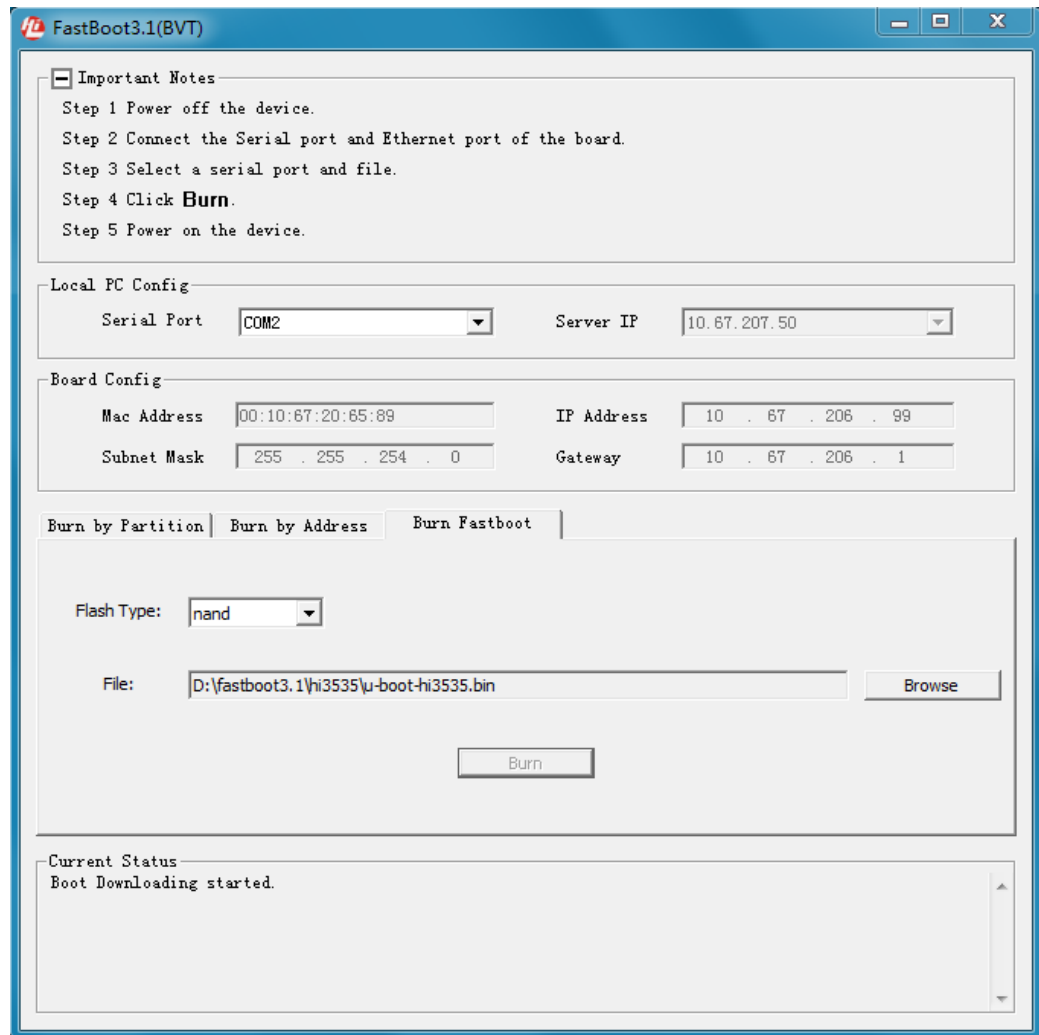 FastBoot3.1(BVT)
Important Notes
Step 1 Power off the device.
Step 2 Connect the Serial port and Ethernet port of the board.
Step 3 Select a serial port and file.
Step 4 Click Burn.
Step 5 Power on the device.
Local PC Config
Serial Port COM2 Server IP 10.67.207.50
Board Config
Mac Address 00:10:67:20:65:89 IP Address 10 . 67 . 206 . 99
Subnet Mask 255 . 255 . 254 . 0 Gateway 10 . 67 . 206 . 1
Burn by Partition Burn by Address Burn Fastboot
Flash Type: nand
File: D:\fastboot3.1\hi3535\u-boot-hi3535.bin Browse
Burn
Current Status
Boot Downloading started.